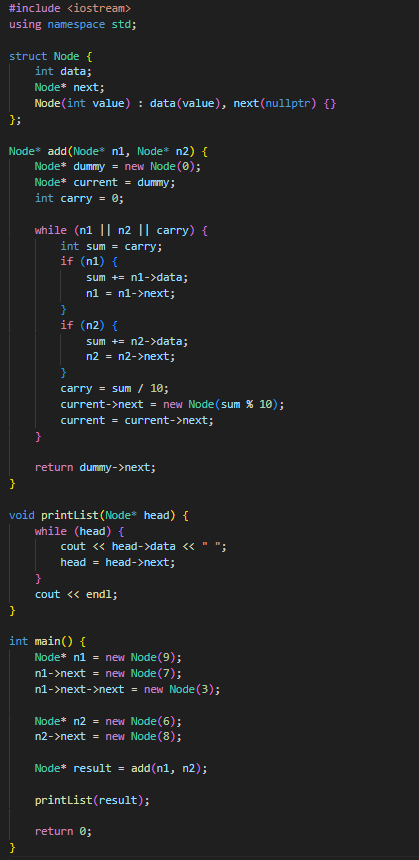 #include <iostream>
using namespace std;

struct Node {
    int data;
    Node* next;
    Node(int value) : data(value), next(nullptr) {}
};

Node* add(Node* n1, Node* n2) {
    Node* dummy = new Node(0);
    Node* current = dummy;
    int carry = 0;

    while (n1 || n2 || carry) {
        int sum = carry;
        if (n1) {
            sum += n1->data;
            n1 = n1->next;
        }
        if (n2) {
            sum += n2->data;
            n2 = n2->next;
        }
        carry = sum / 10;
        current->next = new Node(sum % 10);
        current = current->next;
    }

    return dummy->next;
}

void printList(Node* head) {
    while (head) {
        cout << head->data << " ";
        head = head->next;
    }
    cout << endl;
}

int main() {
    Node* n1 = new Node(9);
    n1->next = new Node(7);
    n1->next->next = new Node(3);

    Node* n2 = new Node(6);
    n2->next = new Node(8);

    Node* result = add(n1, n2);

    printList(result);

    return 0;
}